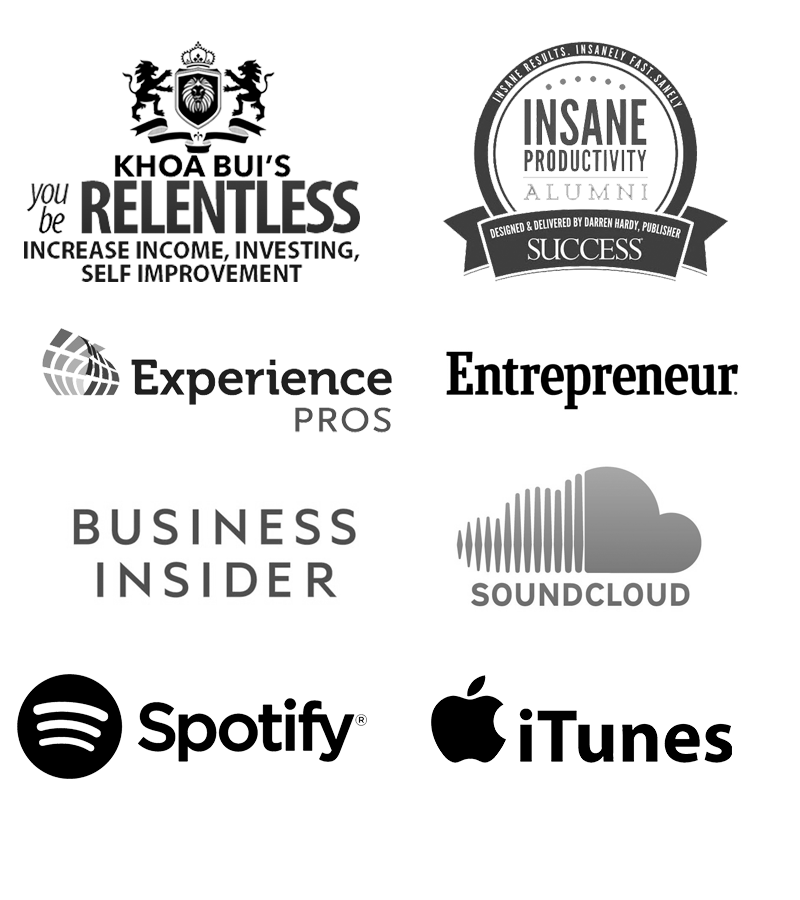 KHOA BUI'S
you be RELENTLESS
INCREASE INCOME, INVESTING,
SELF IMPROVEMENT
INSANE RESULTS. INSANELY FAST.SANELY
INSANE
PRODUCTIVITY
ALUMNI
DESIGNED & DELIVERED BY DARREN HARDY, PUBLISHER
SUCCESS
Experience
PROS
Entrepreneur.
BUSINESS
INSIDER
SOUNDCLOUD
Spotify®
iTunes